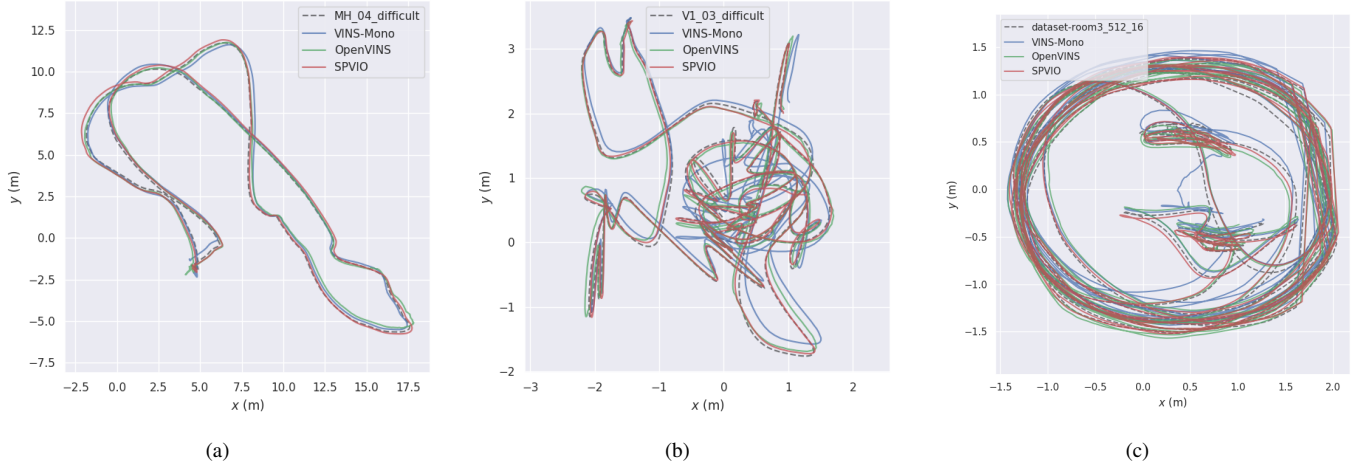 MH_04_difficult
VINS-Mono
OpenVINS
SPVIO
12.5
10.0
7.5
5.0
2.5
0.0
−2.5
−5.0
−7.5
y (m)
−2.5 0.0 2.5 5.0 7.5 10.0 12.5 15.0 17.5
x (m)
(a)
V1_03_difficult
VINS-Mono
OpenVINS
SPVIO
3
2
1
0
−1
−2
y (m)
−3 −2 −1 0 1 2
x (m)
(b)
dataset-room3_512_16
VINS-Mono
OpenVINS
SPVIO
1.5
1.0
0.5
0.0
−0.5
−1.0
−1.5
y (m)
−1.5 −1.0 −0.5 0.0 0.5 1.0 1.5 2.0
x (m)
(c)